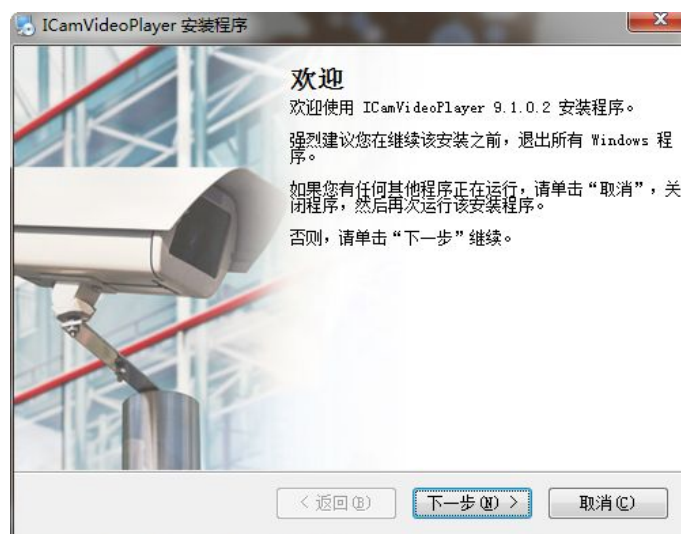 ICamVideoPlayer 安装程序
欢迎
欢迎使用 ICamVideoPlayer 9.1.0.2 安装程序。
强烈建议您在继续该安装之前，退出所有 Windows 程
序。
如果您有任何其他程序正在运行，请单击“取消”，关
闭程序，然后再次运行该安装程序。
否则，请单击“下一步”继续。
< 返回(B)
下一步(N) >
取消(C)